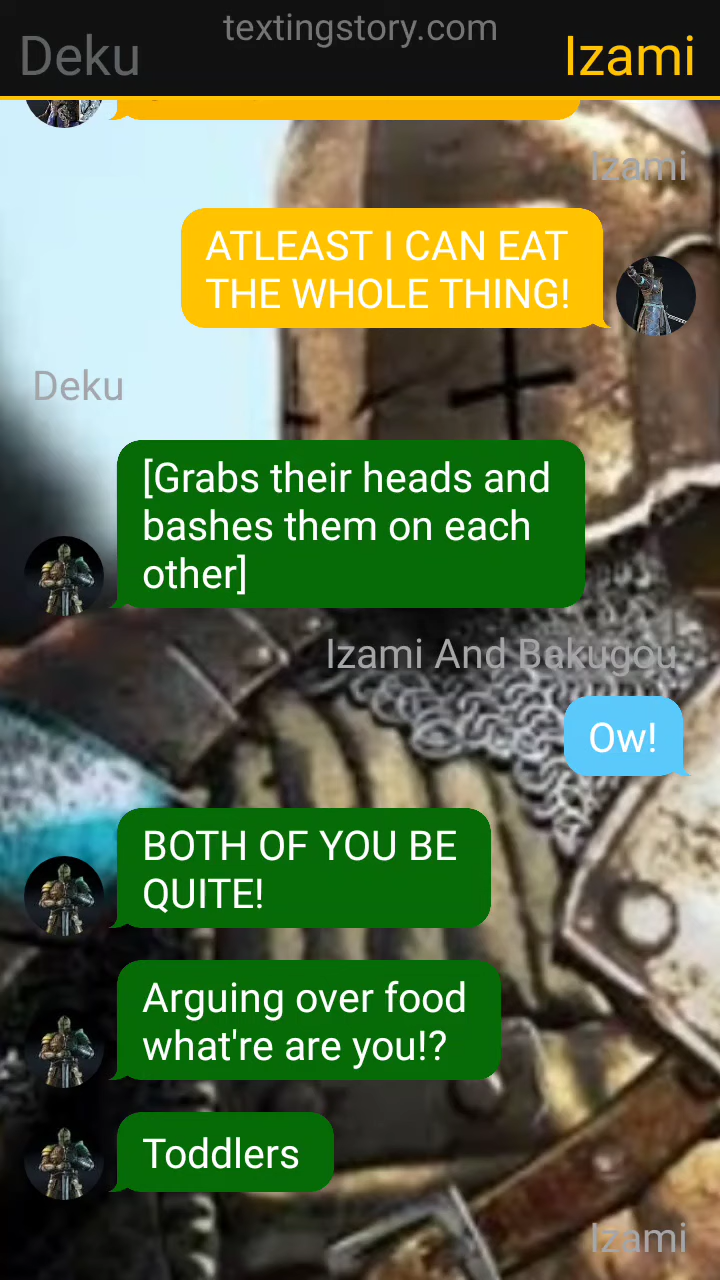 textingstory.com
Deku
Izami
Izami
ATLEAST I CAN EAT
THE WHOLE THING!
Deku
[Grabs their heads and
bashes them on each
other]
Izami And Bakugou
Ow!
BOTH OF YOU BE
QUITE!
Arguing over food
what're are you!?
Toddlers
Izami